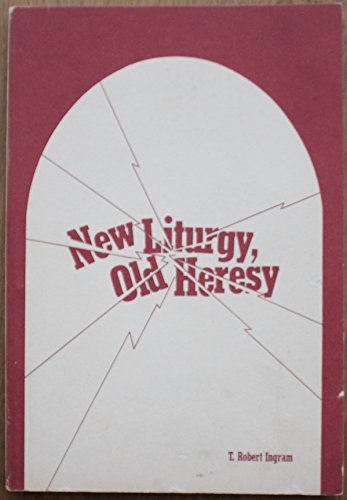 New Liturgy,
Old Heresy
T. Robert Ingram